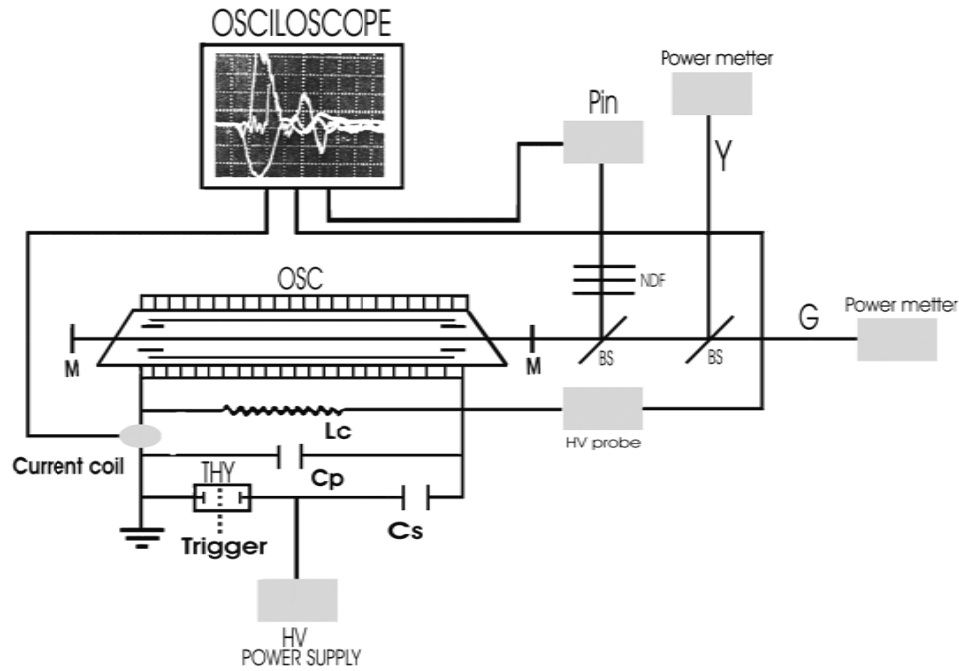 OSCILOSCOPE
Power metter
Pin
Y
NDF
OSC
Power metter
G
M
M
BS
BS
Lc
HV probe
Current coil
THY
Cp
Cs
Trigger
HV
POWER SUPPLY